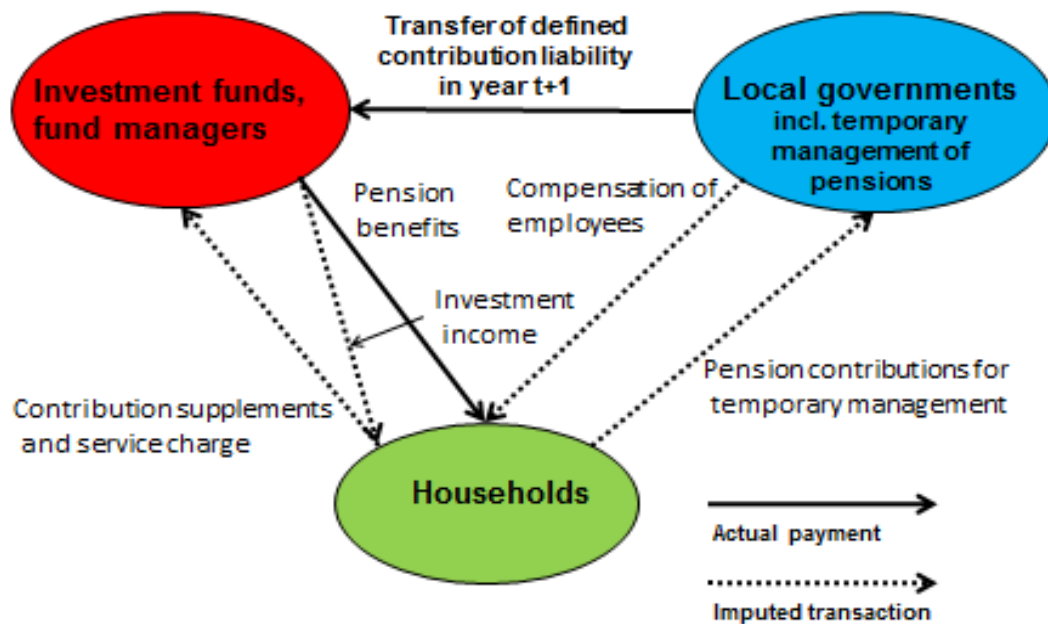 Transfer of defined
contribution liability
in year t+1
Investment funds,
fund managers
Local governments
incl. temporary
management of
pensions
Pension
benefits
Compensation of
employees
Investment
income
Contribution supplements
and service charge
Pension contributions for
temporary management
Households
Actual payment
Imputed transaction